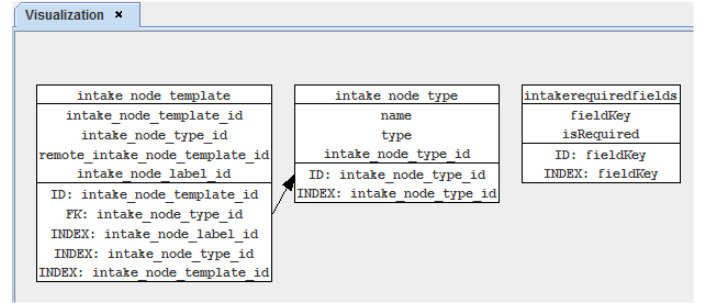 Visualization ×
intake node template
intake_node_template_id
intake_node_type_id
remote_intake_node_template_id
intake_node_label_id
ID: intake_node_template_id
FK: intake_node_type_id
INDEX: intake_node_label_id
INDEX: intake_node_type_id
INDEX: intake_node_template_id
intake node type
name
type
intake_node_type_id
ID: intake_node_type_id
INDEX: intake_node_type_id
intakerequiredfields
fieldKey
isRequired
ID: fieldKey
INDEX: fieldKey